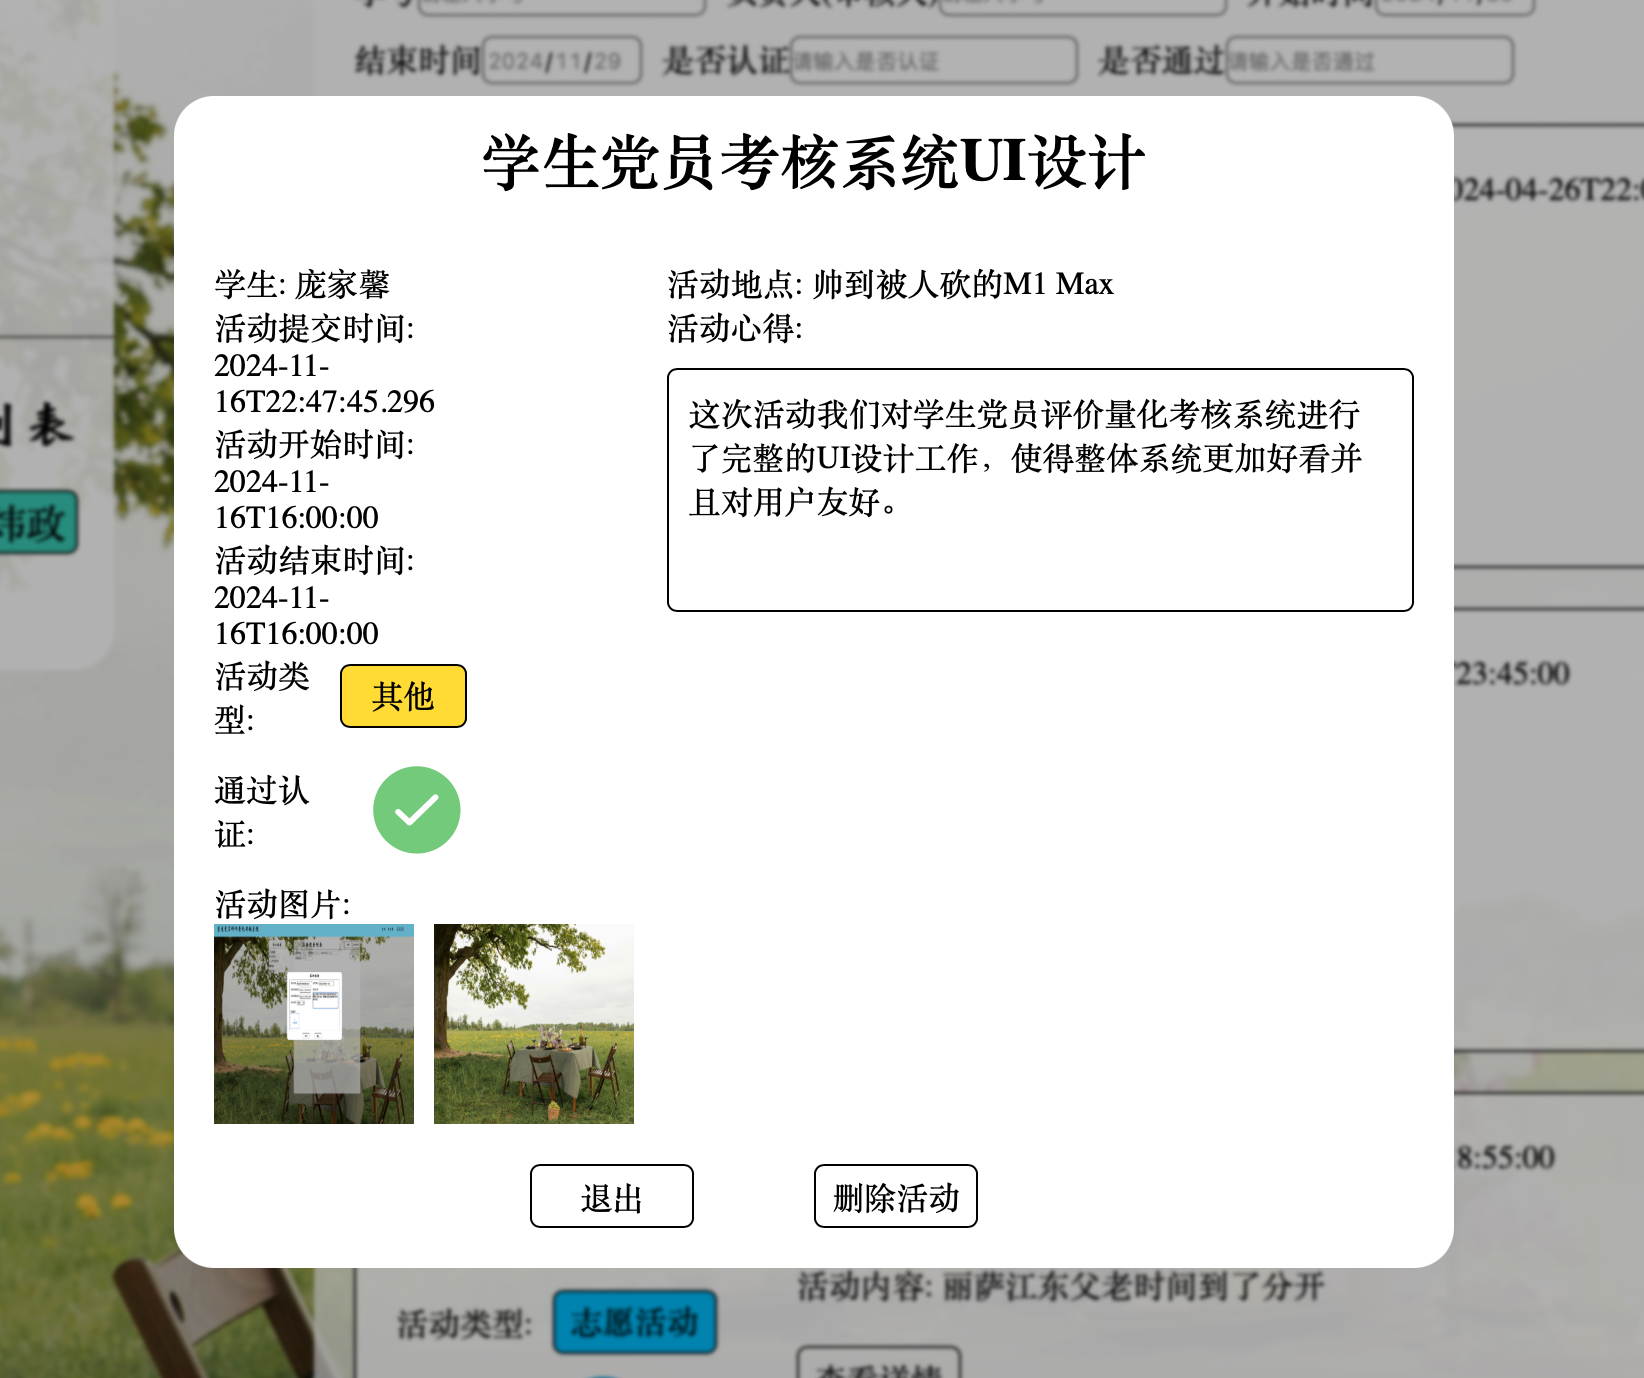 结束时间 2024/11/29 是否认证 请输入是否认证 是否通过 请输入是否通过
学生党员考核系统UI设计
024-04-26T22:
学生: 庞家馨
活动提交时间:
2024-11-
16T22:47:45.296
活动开始时间:
2024-11-
16T16:00:00
活动结束时间:
2024-11-
16T16:00:00
活动类
型:
其他
通过认
证:
活动图片:
活动地点: 帅到被人砍的M1 Max
活动心得:
这次活动我们对学生党员评价量化考核系统进行
了完整的UI设计工作，使得整体系统更加好看并
且对用户友好。
表
炜政
23:45:00
8:55:00
退出 删除活动
活动内容: 丽萨江东父老时间到了分开
活动类型: 志愿活动
查看详情